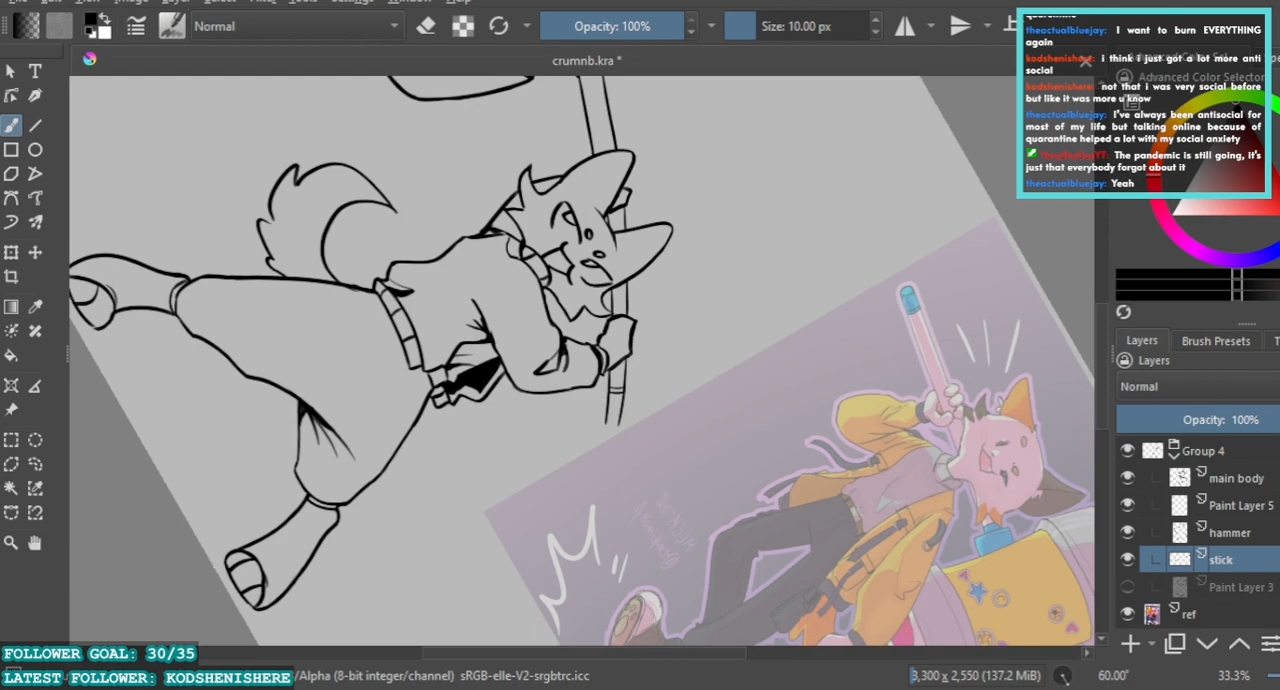 Normal
Opacity: 100%
Size: 10.00 px
crumnb.kra *
theactualbluejay: I want to burn EVERYTHING
again
kodshenishere: i think i just got a lot more anti
social
kodshenishere: not that i was very social before
but like it was more u know
theactualbluejay: I've always been antisocial for
most of my life but talking online because of
quarantine helped a lot with my social anxiety
The pandemic is still going, it's
just that everybody forgot about it
theactualbluejay: Yeah
Advanced Color Selector
Layers
Brush Presets
Layers
Normal
Opacity: 100%
Group 4
main body
Paint Layer 5
hammer
stick
Paint Layer 3
ref
FOLLOWER GOAL: 30/35
LATEST FOLLOWER: KODSHENISHERE
/Alpha (8-bit integer/channel) sRGB-elle-V2-srgbtrc.icc
3,300 x 2,550 (137.2 MiB)
60.00°
33.3%